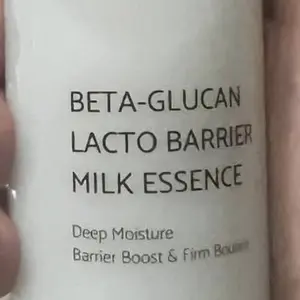 BETA-GLUCAN
LACTO BARRIER
MILK ESSENCE
Deep Moisture
Barrier Boost & Firm